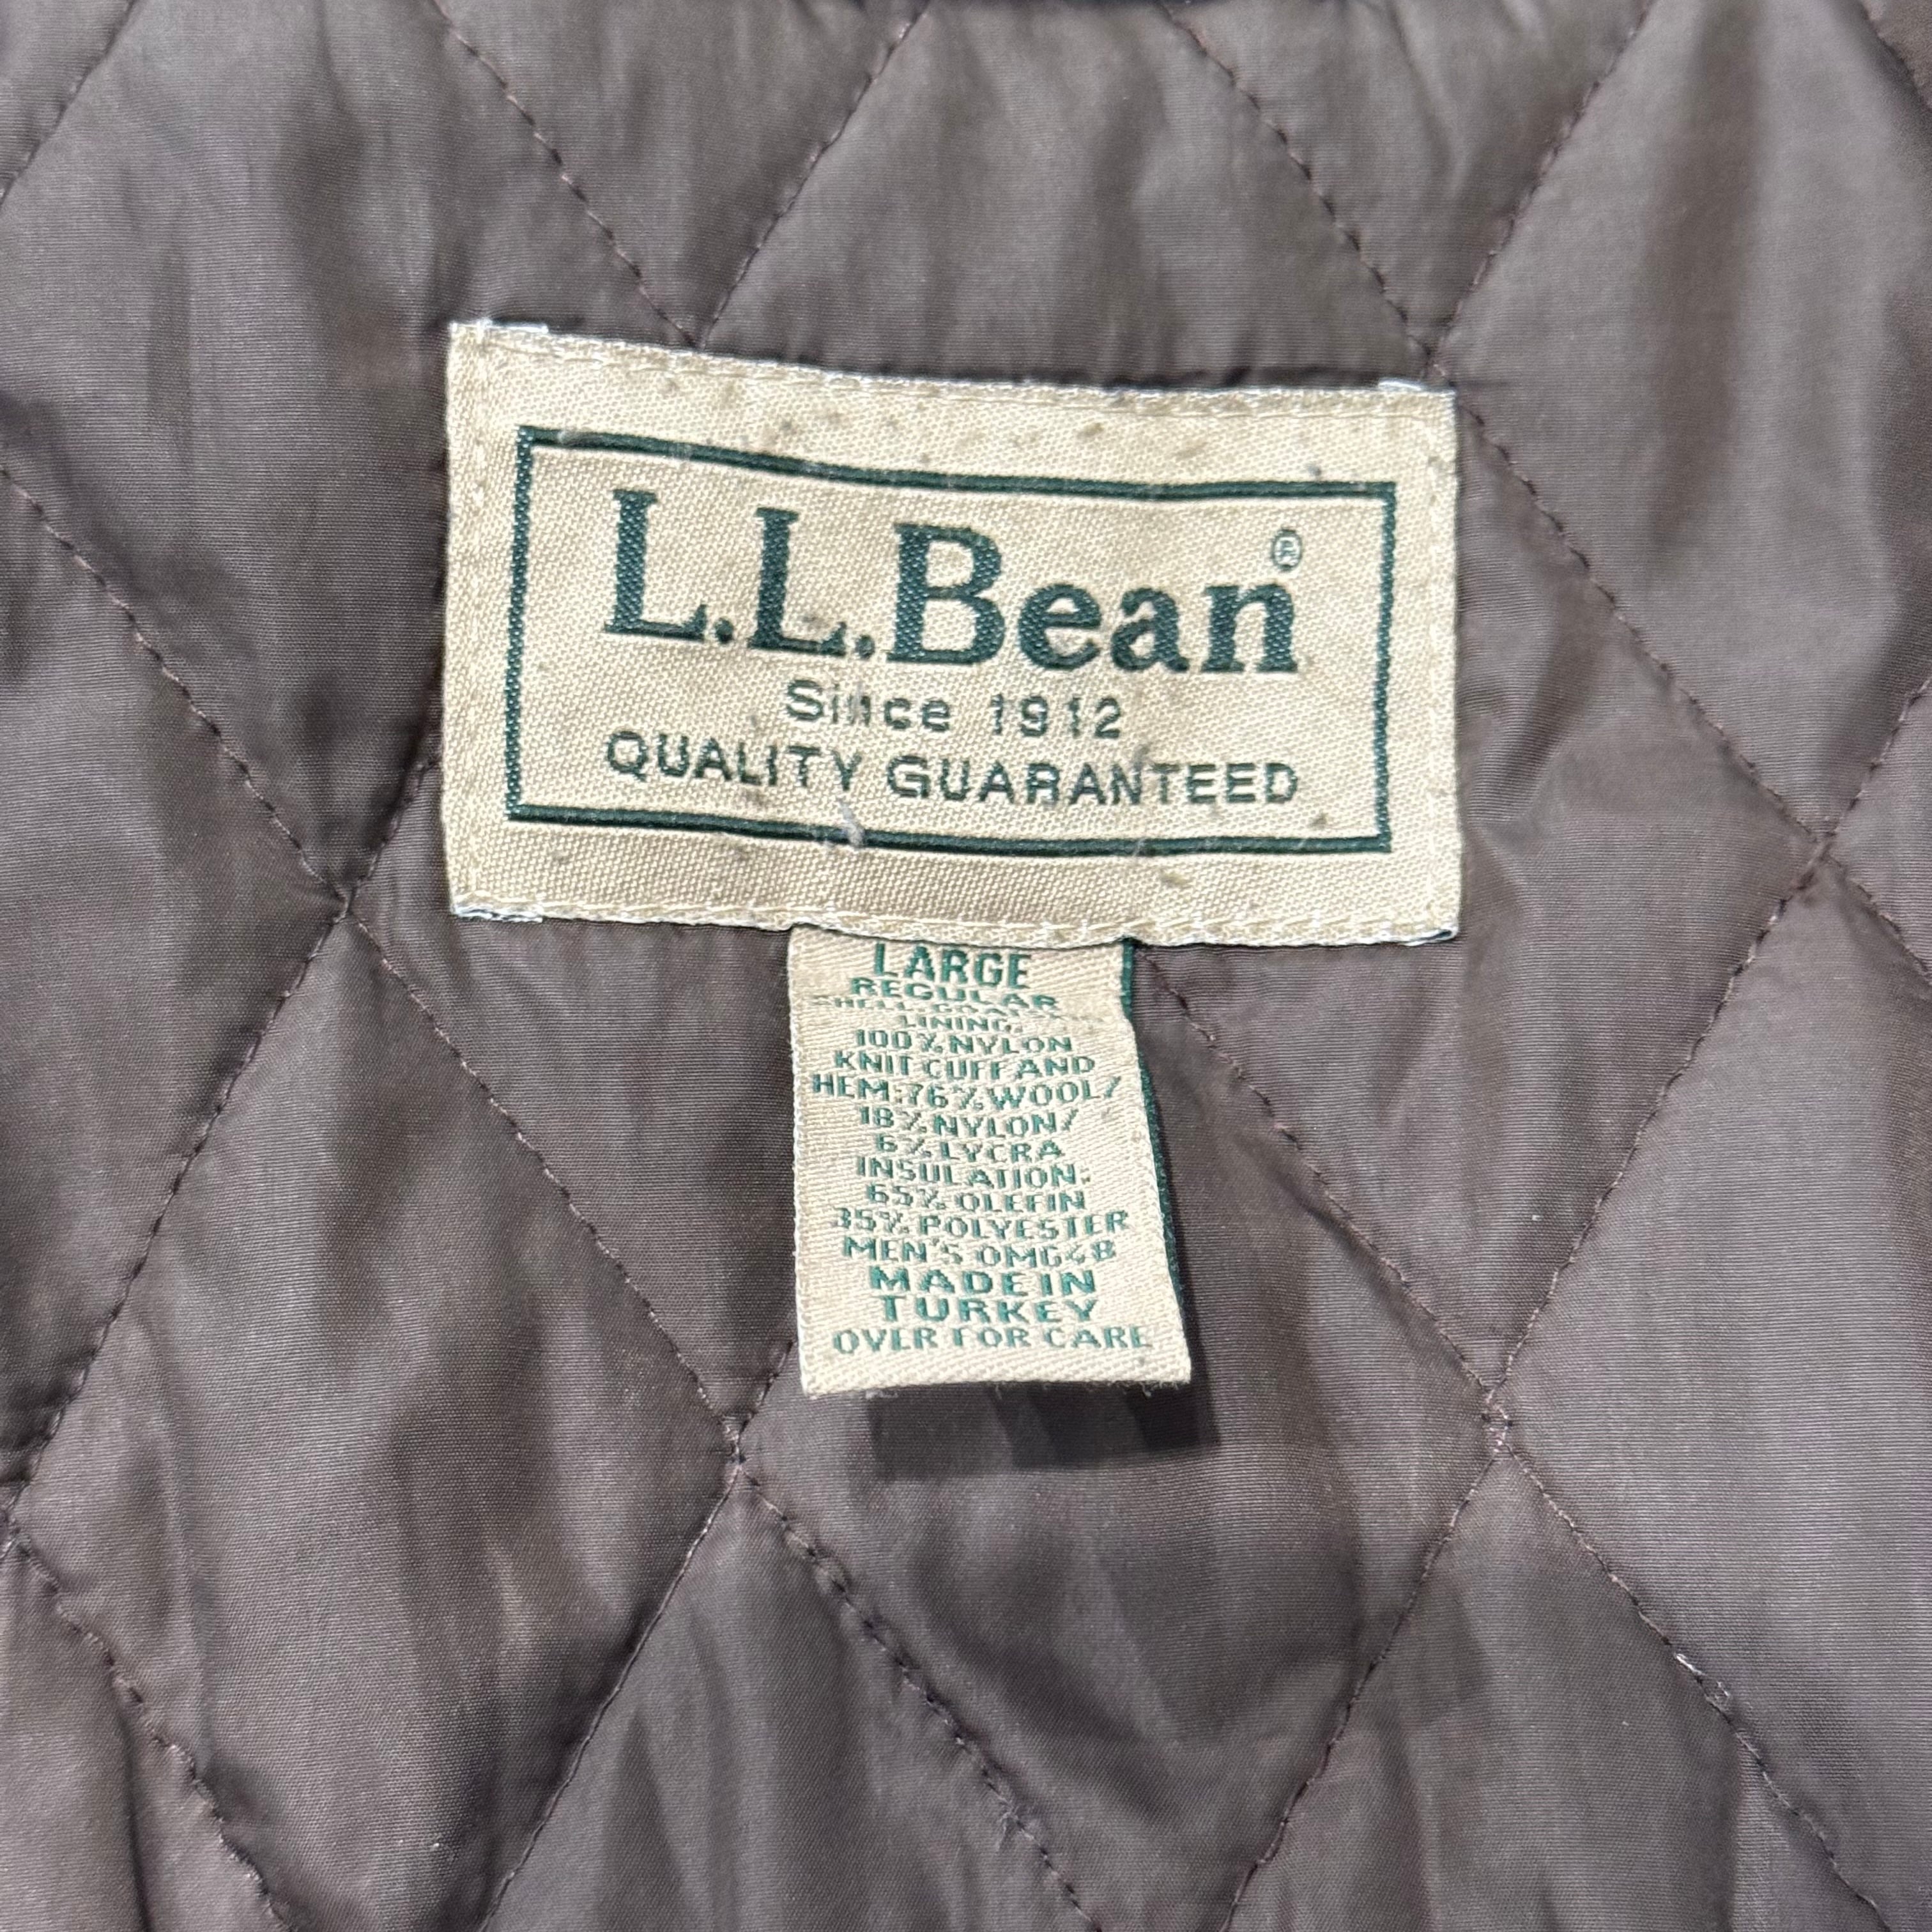 L.L.Bean®
Since 1912
QUALITY GUARANTEED
LARGE
REGULAR
SHELL:
LINING:
100% NYLON
KNIT CUFF AND
HEM:76% WOOL/
18% NYLON/
6% LYCRA
INSULATION:
65% OLEFIN
35% POLYESTER
MEN'S
MADE IN
TURKEY
OVER FOR CARE